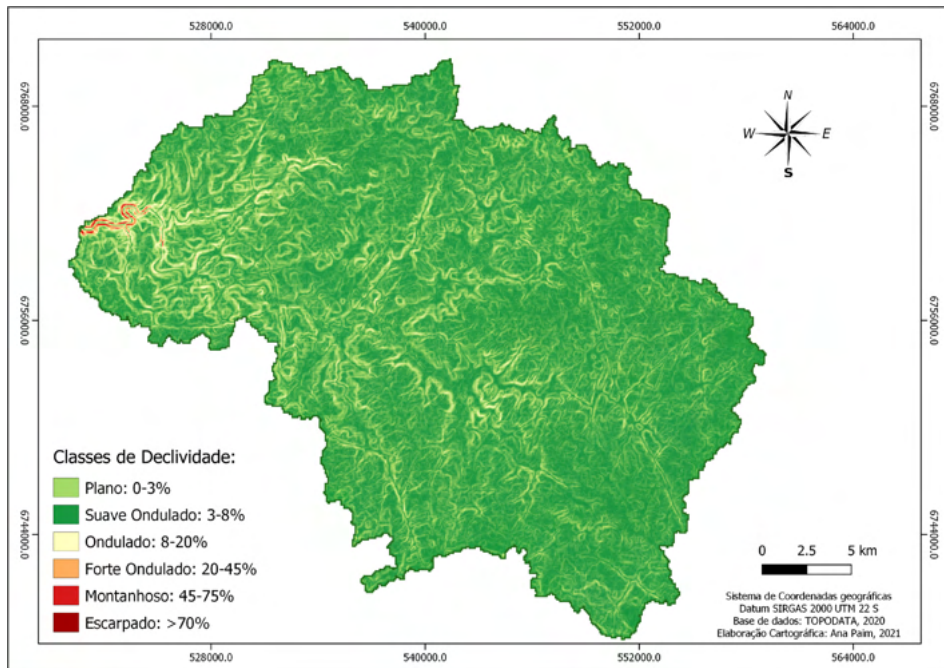 528000.0 540000.0 552000.0 564000.0
6768000.0 6768000.0
N
W E
S
6756000.0 6756000.0
Classes de Declividade:
Plano: 0-3%
Suave Ondulado: 3-8%
Ondulado: 8-20%
Forte Ondulado: 20-45%
Montanhoso: 45-75%
Escarpado: >70%
6744000.0 6744000.0
0 2.5 5 km
Sistema de Coordenadas geográficas
Datum SIRGAS 2000 UTM 22 S
Base de dados: TOPODATA, 2020
Elaboração Cartográfica: Ana Paim, 2021
528000.0 540000.0 552000.0 564000.0